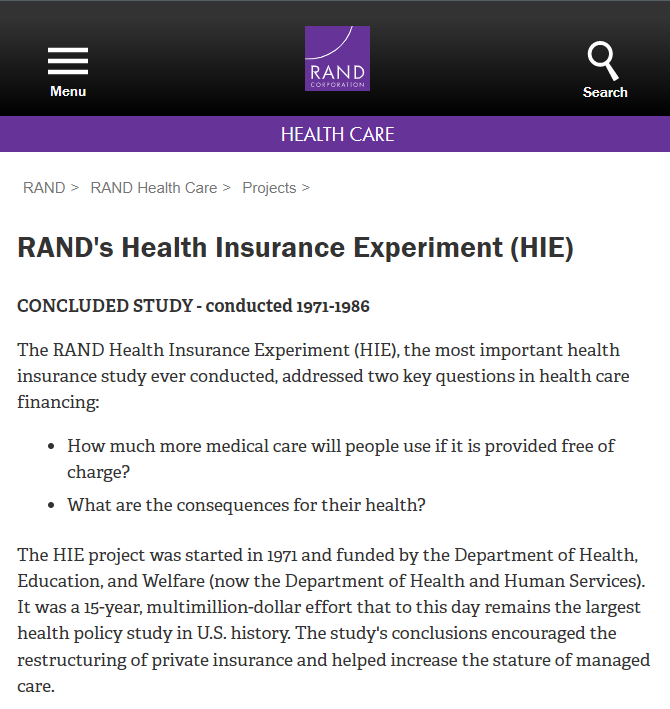 Menu
RAND
CORPORATION
Search
HEALTH CARE
RAND > RAND Health Care > Projects >
RAND's Health Insurance Experiment (HIE)
CONCLUDED STUDY - conducted 1971-1986
The RAND Health Insurance Experiment (HIE), the most important health
insurance study ever conducted, addressed two key questions in health care
financing:
• How much more medical care will people use if it is provided free of
charge?
• What are the consequences for their health?
The HIE project was started in 1971 and funded by the Department of Health,
Education, and Welfare (now the Department of Health and Human Services).
It was a 15-year, multimillion-dollar effort that to this day remains the largest
health policy study in U.S. history. The study's conclusions encouraged the
restructuring of private insurance and helped increase the stature of managed
care.